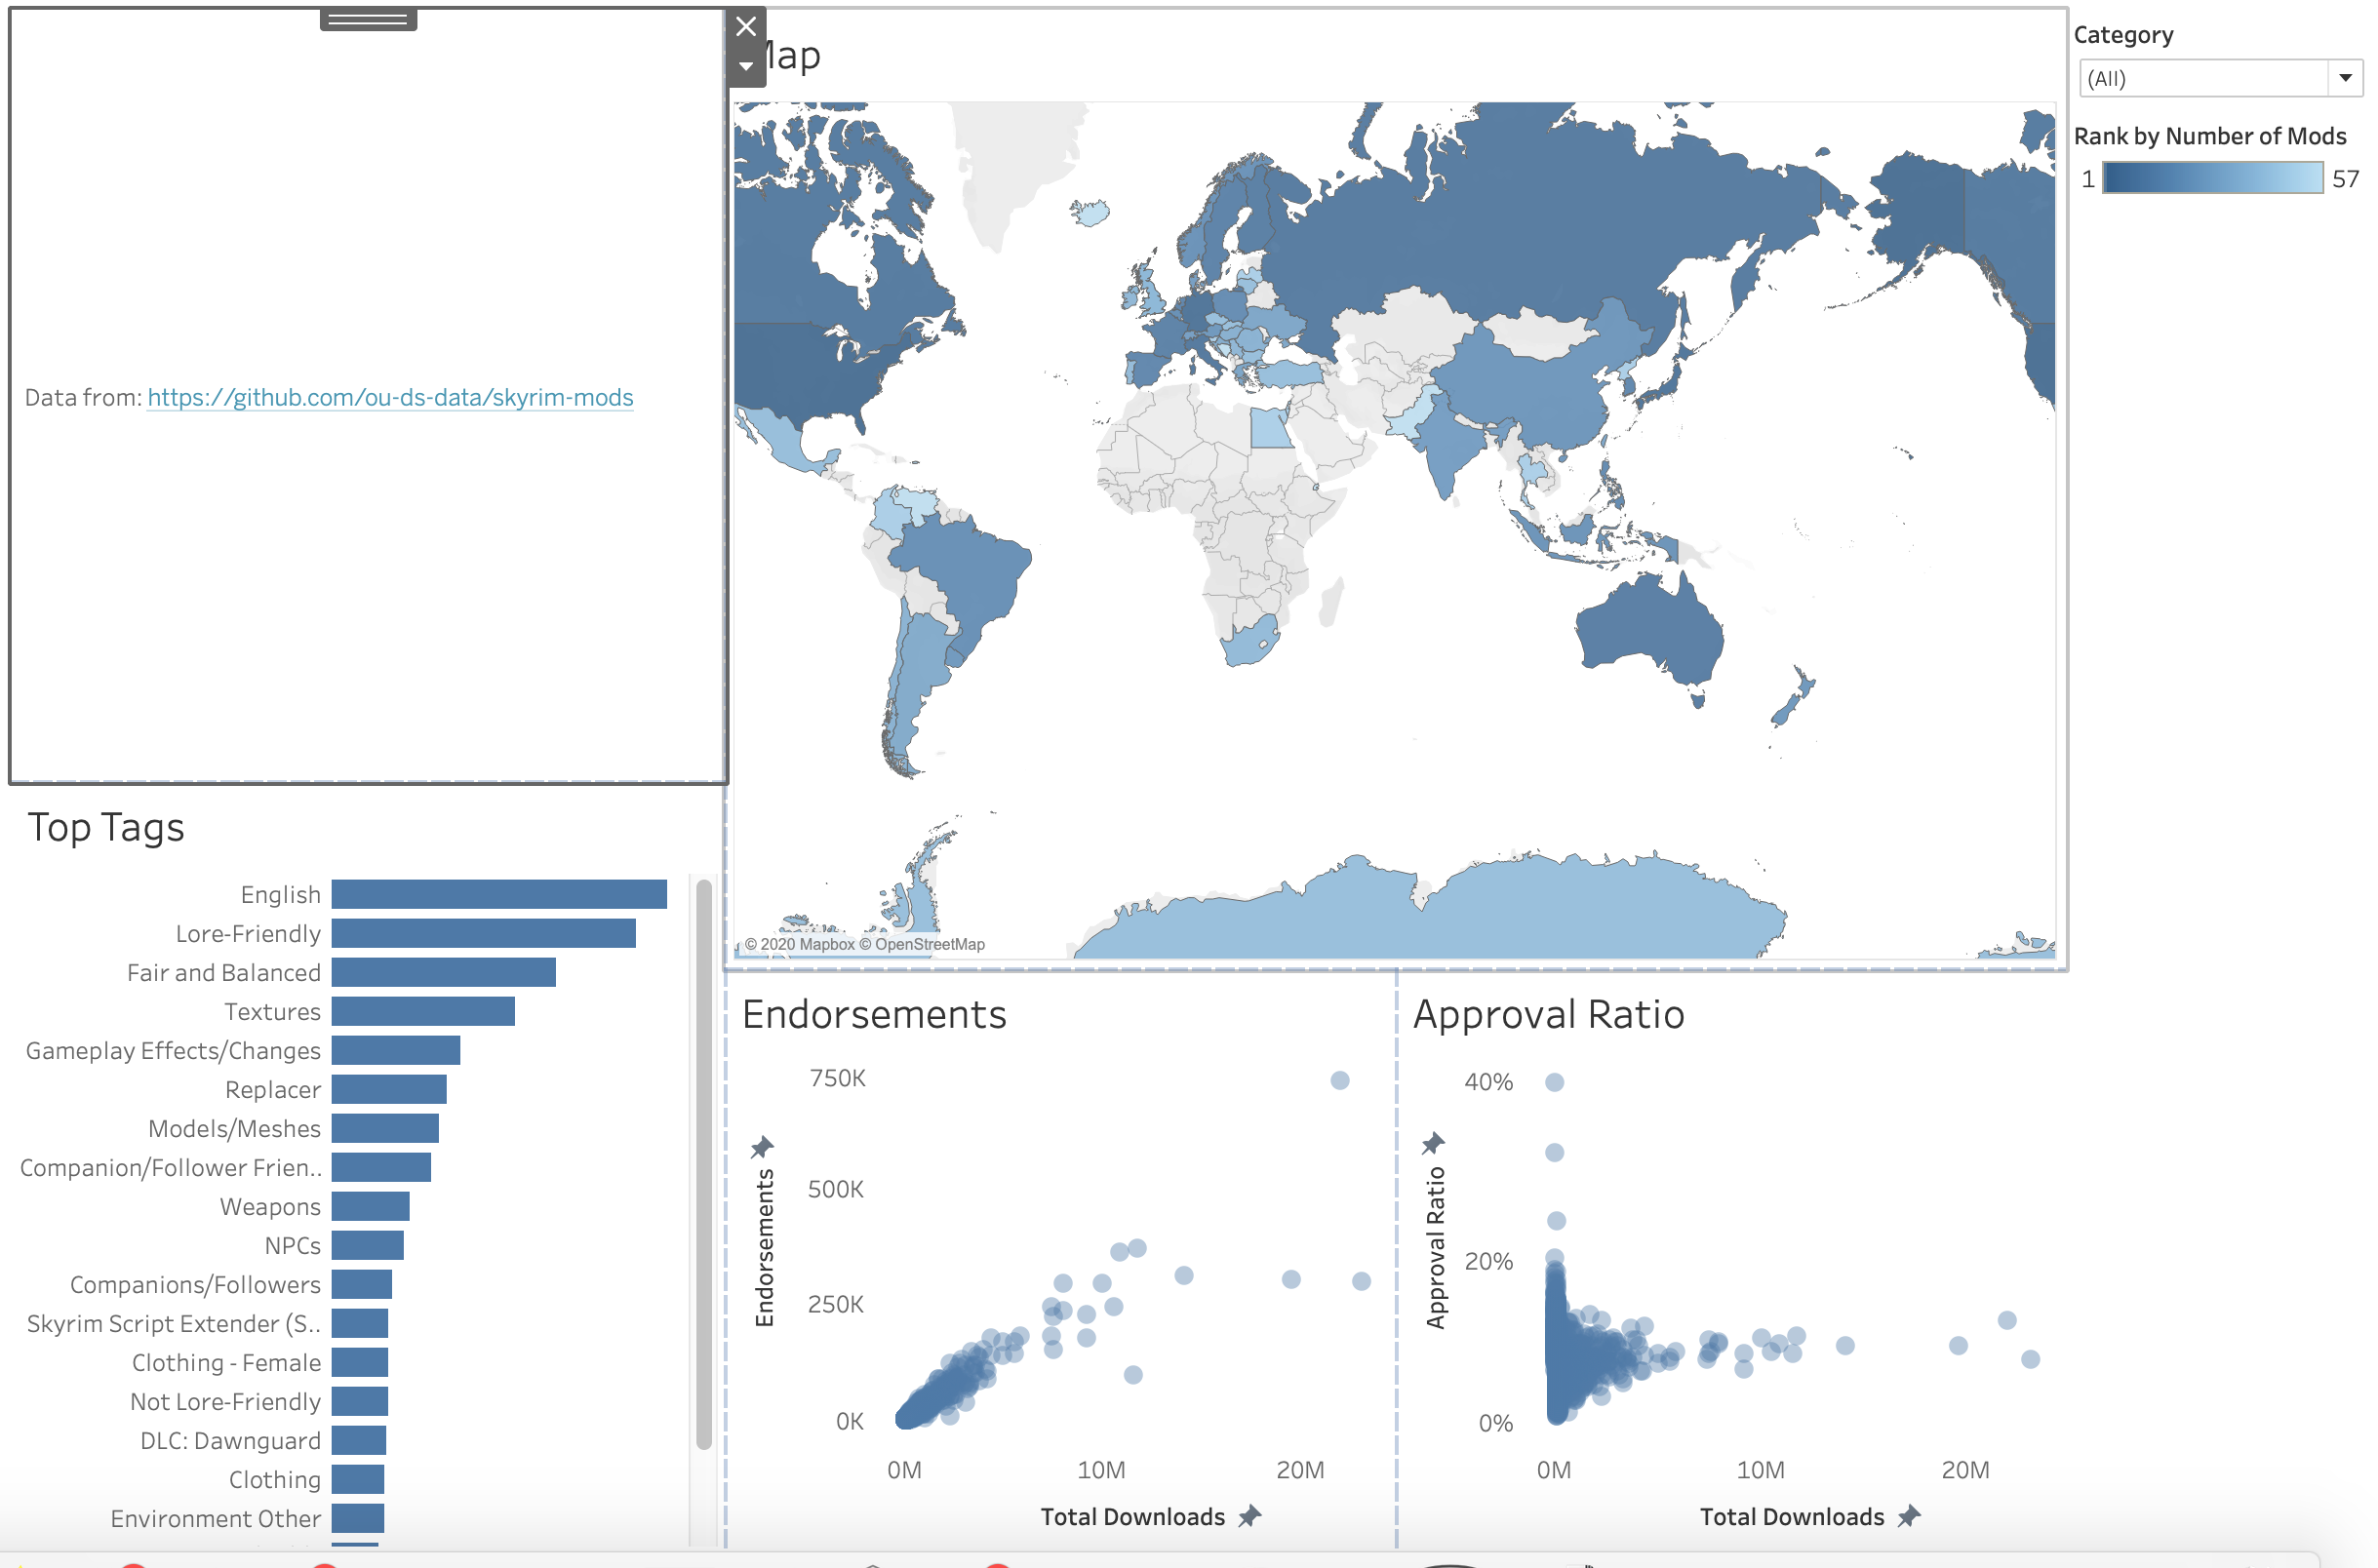 Map
Category
(All)
Rank by Number of Mods
1
57
Data from: https://github.com/ou-ds-data/skyrim-mods
© 2020 Mapbox © OpenStreetMap
Top Tags
English
Lore-Friendly
Fair and Balanced
Textures
Gameplay Effects/Changes
Replacer
Models/Meshes
Companion/Follower Frien..
Weapons
NPCs
Companions/Followers
Skyrim Script Extender (S..
Clothing - Female
Not Lore-Friendly
DLC: Dawnguard
Clothing
Environment Other
Endorsements
750K
500K
250K
0K
Endorsements
0M 10M 20M
Total Downloads
Approval Ratio
40%
20%
0%
Approval Ratio
0M 10M 20M
Total Downloads